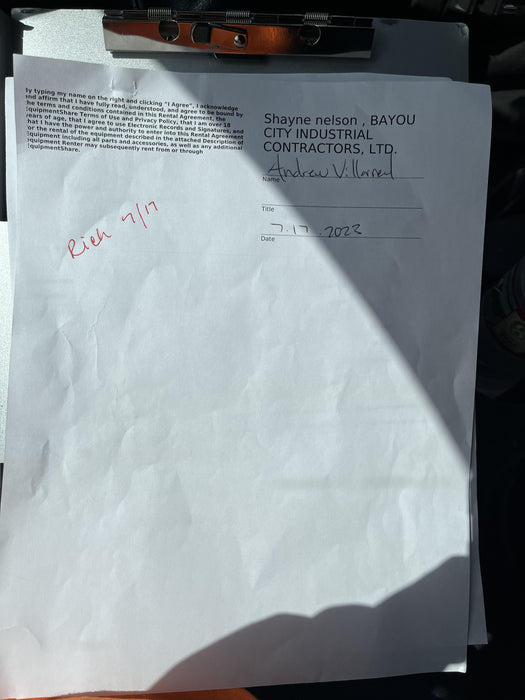 y typing my name on the right and clicking "I Agree", I acknowledge
nd affirm that I have fully read, understood, and agree to be bound by
he terms and conditions contained in this Rental Agreement, the
quipmentShare Terms of Use and Privacy Policy, that I am over 18
ears of age, that I agree to use Electronic Records and Signatures, and
hat I have the power and authority to enter into this Rental Agreement
or the rental of the equipment described in the attached Description of
quipment including all parts and accessories, as well as any additional
quipment Renter may subsequently rent from or through
quipmentShare.
Shayne nelson , BAYOU
CITY INDUSTRIAL
CONTRACTORS, LTD.
Andrew Villarreal
Name
Title
7.17.2023
Date
Rich 7/17